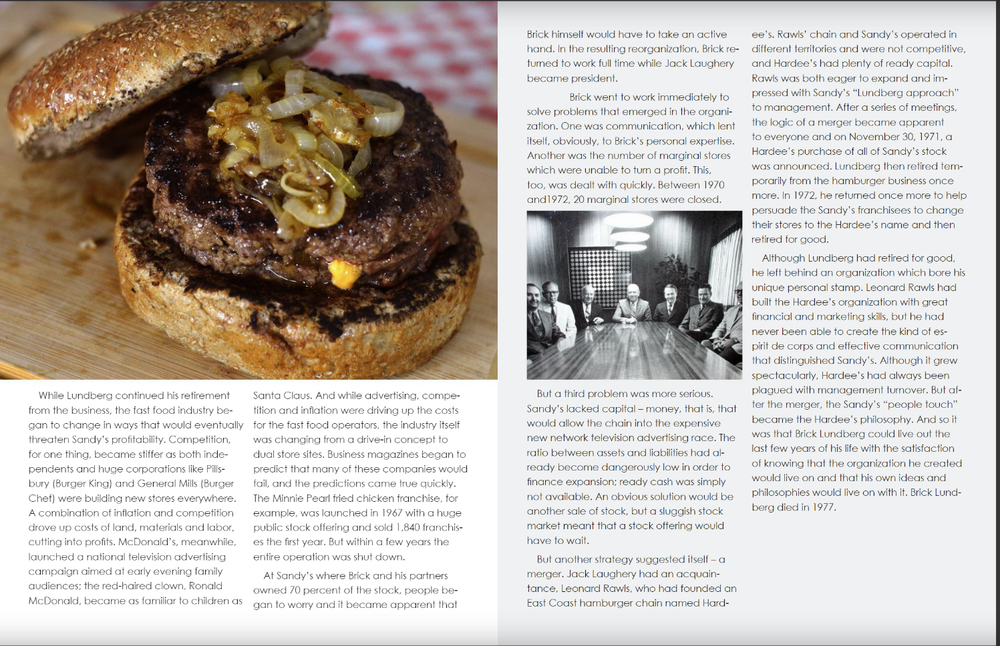 While Lundberg continued his retirement
from the business, the fast food industry be-
gan to change in ways that would eventually
threaten Sandy's profitability. Competition,
for one thing, became stiffer as both inde-
pendents and huge corporations like Pills-
bury (Burger King) and General Mills (Burger
Chef) were building new stores everywhere.
A combination of inflation and competition
drove up costs of land, materials and labor,
cutting into profits. McDonald's, meanwhile,
launched a national television advertising
campaign aimed at early evening family
audiences; the red-haired clown, Ronald
McDonald, became as familiar to children as
Santa Claus. And while advertising, compe-
tition and inflation were driving up the costs
for the fast food operators, the industry itself
was changing from a drive-in concept to
dual store sites. Business magazines began to
predict that many of these companies would
fail, and the predictions came true quickly.
The Minnie Pearl fried chicken franchise, for
example, was launched in 1967 with a huge
public stock offering and sold 1,840 franchis-
es the first year. But within a few years the
entire operation was shut down.
At Sandy's where Brick and his partners
owned 70 percent of the stock, people be-
gan to worry and it became apparent that
Brick himself would have to take an active
hand. In the resulting reorganization, Brick re-
turned to work full time while Jack Laughery
became president.
Brick went to work immediately to
solve problems that emerged in the organi-
zation. One was communication, which lent
itself, obviously, to Brick's personal expertise.
Another was the number of marginal stores
which were unable to turn a profit. This,
too, was dealt with quickly. Between 1970
and1972, 20 marginal stores were closed.
But a third problem was more serious.
Sandy's lacked capital – money, that is, that
would allow the chain into the expensive
new network television advertising race. The
ratio between assets and liabilities had al-
ready become dangerously low in order to
finance expansion; ready cash was simply
not available. An obvious solution would be
another sale of stock, but a sluggish stock
market meant that a stock offering would
have to wait.
But another strategy suggested itself – a
merger. Jack Laughery had an acquain-
tance, Leonard Rawls, who had founded an
East Coast hamburger chain named Hard-
ee's. Rawls' chain and Sandy's operated in
different territories and were not competitive,
and Hardee's had plenty of ready capital.
Rawls was both eager to expand and im-
pressed with Sandy's "Lundberg approach"
to management. After a series of meetings,
the logic of a merger became apparent
to everyone and on November 30, 1971, a
Hardee's purchase of all of Sandy's stock
was announced. Lundberg then retired tem-
porarily from the hamburger business once
more. In 1972, he returned once more to help
persuade the Sandy's franchisees to change
their stores to the Hardee's name and then
retired for good.
Although Lundberg had retired for good,
he left behind an organization which bore his
unique personal stamp. Leonard Rawls had
built the Hardee's organization with great
financial and marketing skills, but he had
never been able to create the kind of es-
pirit de corps and effective communication
that distinguished Sandy's. Although it grew
spectacularly, Hardee's had always been
plagued with management turnover. But af-
ter the merger, the Sandy's "people touch"
became the Hardee's philosophy. And so it
was that Brick Lundberg could live out the
last few years of his life with the satisfaction
of knowing that the organization he created
would live on and that his own ideas and
philosophies would live on with it. Brick Lund-
berg died in 1977.